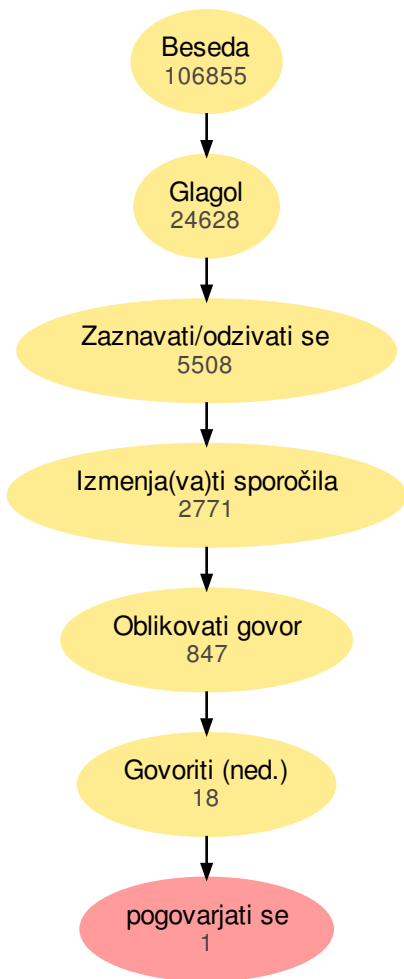 Beseda
106855
Glagol
24628
Zaznavati/odzivati se
5508
Izmenja(va)ti sporočila
2771
Oblikovati govor
847
Govoriti (ned.)
18
pogovarjati se
1